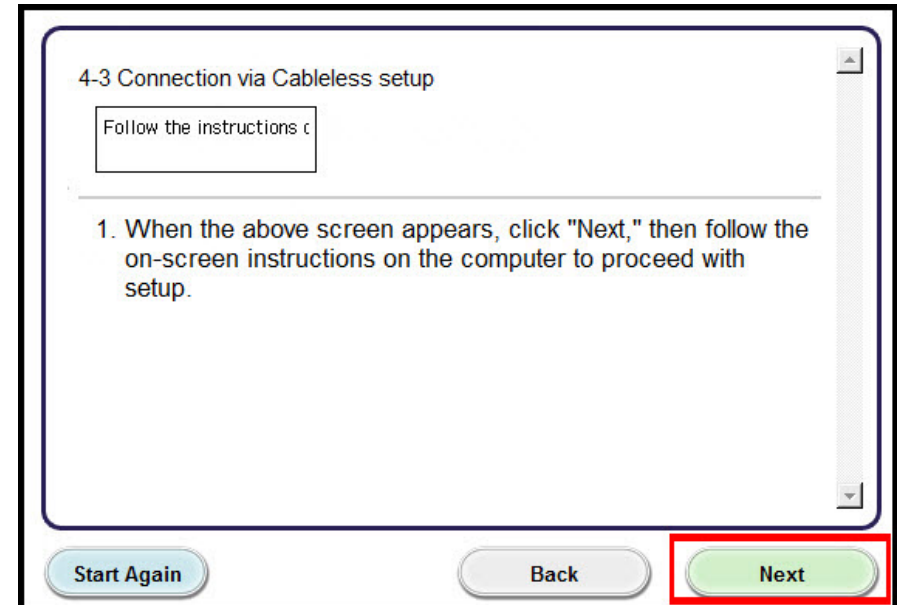 4-3 Connection via Cableless setup
Follow the instructions c
1. When the above screen appears, click "Next," then follow the
on-screen instructions on the computer to proceed with
setup.
Start Again
Back
Next